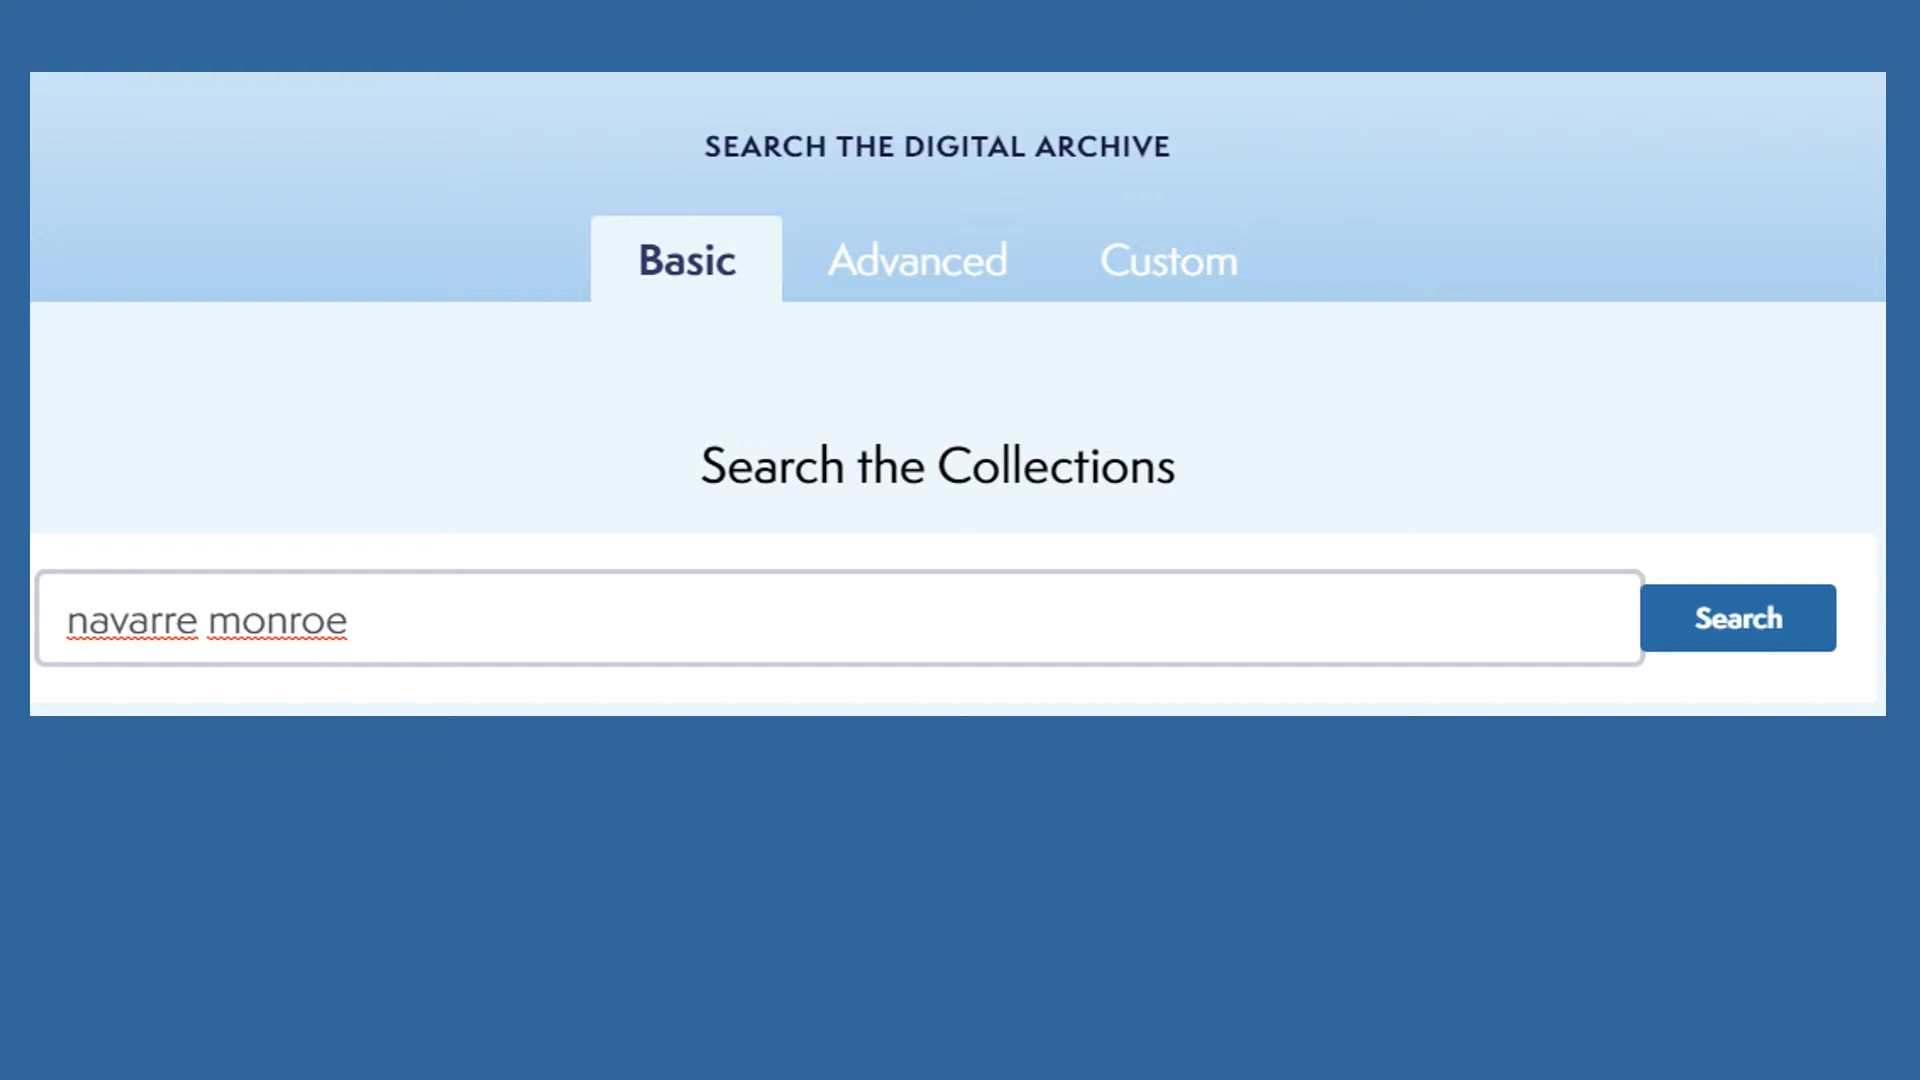 SEARCH THE DIGITAL ARCHIVE
Basic Advanced Custom
Search the Collections
navarre monroe Search